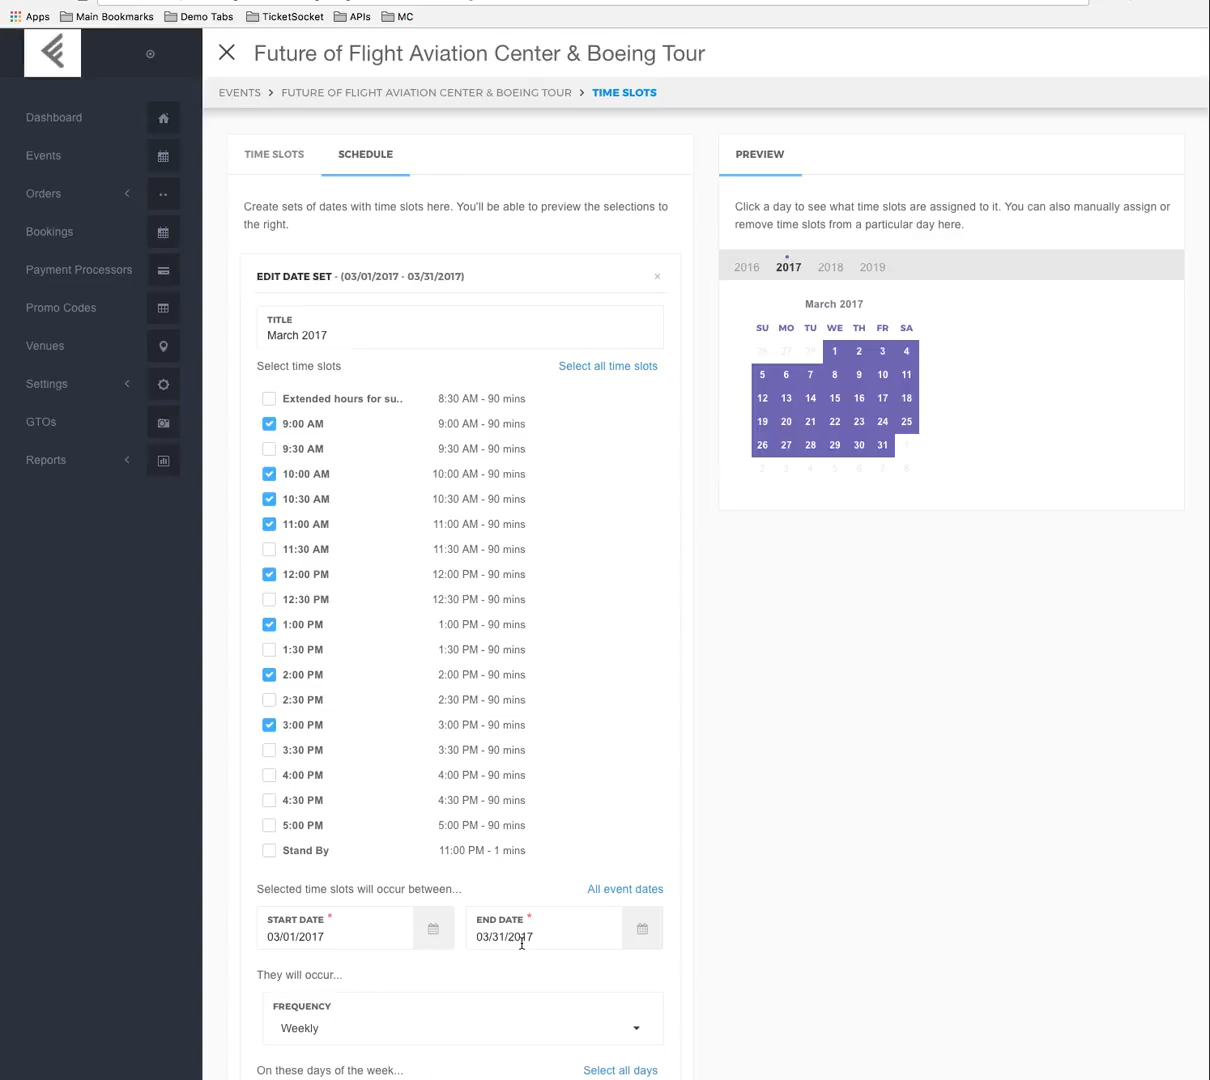 Apps Main Bookmarks Demo Tabs TicketSocket APIs MC
Future of Flight Aviation Center & Boeing Tour
EVENTS > FUTURE OF FLIGHT AVIATION CENTER & BOEING TOUR > TIME SLOTS
Dashboard
Events
Orders
Bookings
Payment Processors
Promo Codes
Venues
Settings
GTOs
Reports
TIME SLOTS SCHEDULE
Create sets of dates with time slots here. You'll be able to preview the selections to
the right.
EDIT DATE SET - (03/01/2017 - 03/31/2017) ×
TITLE
March 2017
Select time slots Select all time slots
Extended hours for su.. 8:30 AM - 90 mins
9:00 AM 9:00 AM - 90 mins
9:30 AM 9:30 AM - 90 mins
10:00 AM 10:00 AM - 90 mins
10:30 AM 10:30 AM - 90 mins
11:00 AM 11:00 AM - 90 mins
11:30 AM 11:30 AM - 90 mins
12:00 PM 12:00 PM - 90 mins
12:30 PM 12:30 PM - 90 mins
1:00 PM 1:00 PM - 90 mins
1:30 PM 1:30 PM - 90 mins
2:00 PM 2:00 PM - 90 mins
2:30 PM 2:30 PM - 90 mins
3:00 PM 3:00 PM - 90 mins
3:30 PM 3:30 PM - 90 mins
4:00 PM 4:00 PM - 90 mins
4:30 PM 4:30 PM - 90 mins
5:00 PM 5:00 PM - 90 mins
Stand By 11:00 PM - 1 mins
Selected time slots will occur between... All event dates
START DATE * END DATE *
03/01/2017 03/31/2017
They will occur...
FREQUENCY
Weekly
On these days of the week... Select all days
PREVIEW
Click a day to see what time slots are assigned to it. You can also manually assign or
remove time slots from a particular day here.
2016 2017 2018 2019
March 2017
SU MO TU WE TH FR SA
26 27 28 1 2 3 4
5 6 7 8 9 10 11
12 13 14 15 16 17 18
19 20 21 22 23 24 25
26 27 28 29 30 31 1
2 3 4 5 6 7 8